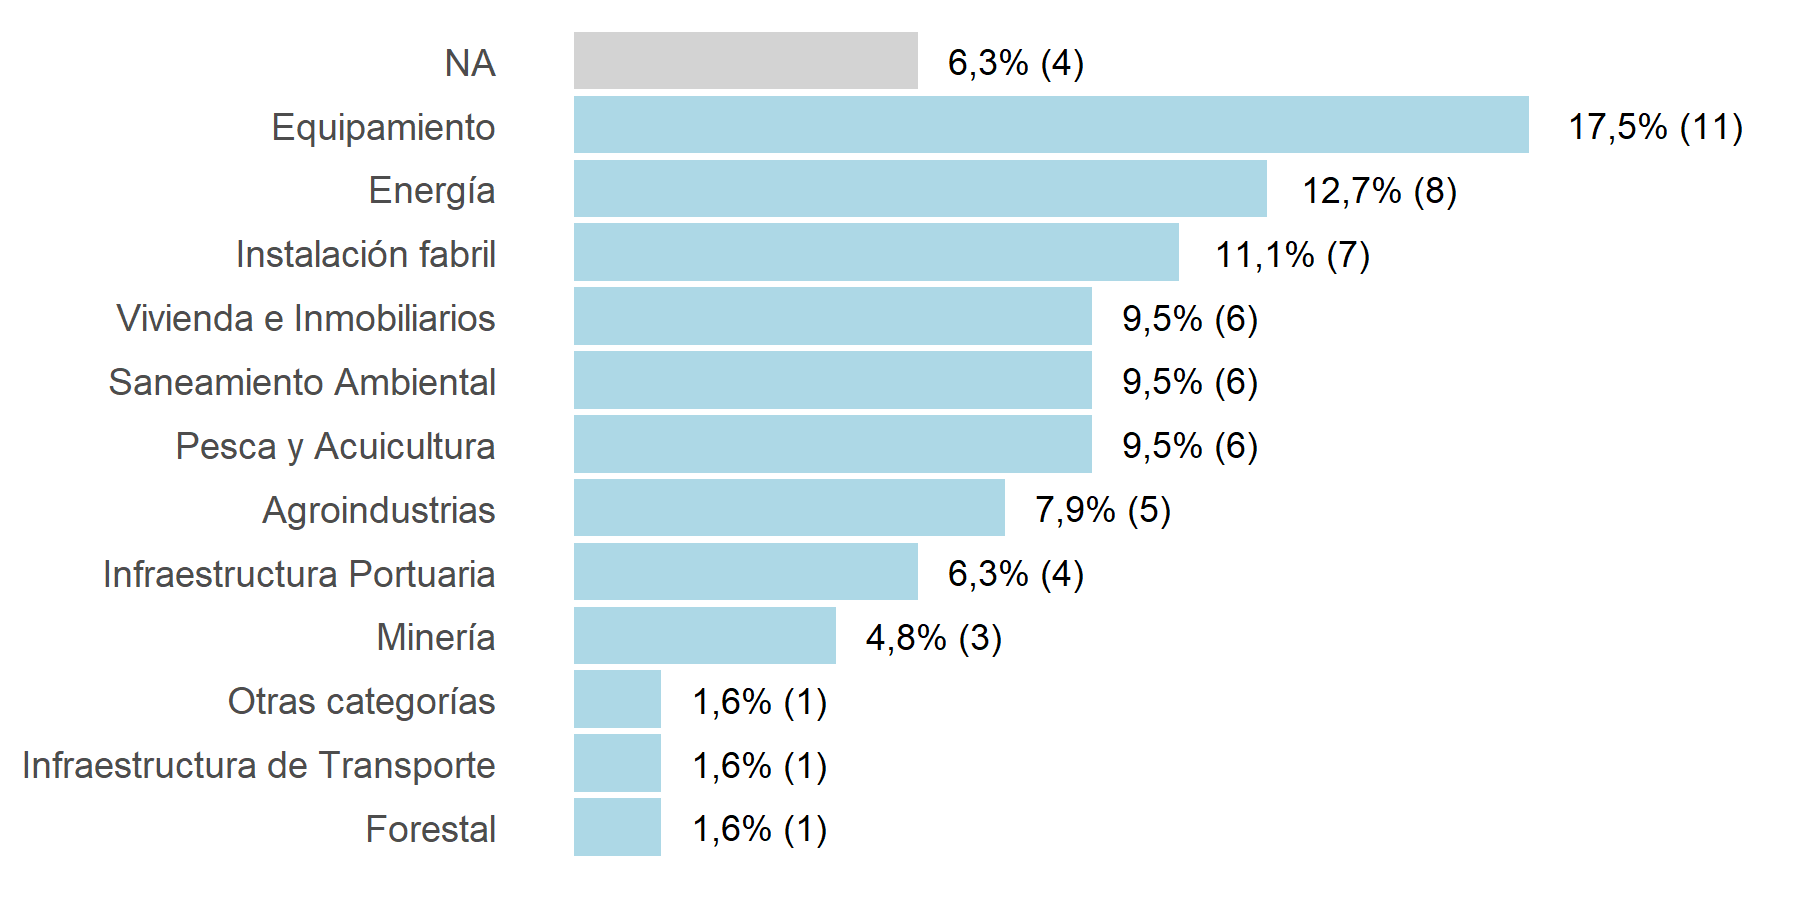 NA 6,3% (4)
Equipamiento 17,5% (11)
Energía 12,7% (8)
Instalación fabril 11,1% (7)
Vivienda e Inmobiliarios 9,5% (6)
Saneamiento Ambiental 9,5% (6)
Pesca y Acuicultura 9,5% (6)
Agroindustrias 7,9% (5)
Infraestructura Portuaria 6,3% (4)
Minería 4,8% (3)
Otras categorías 1,6% (1)
Infraestructura de Transporte 1,6% (1)
Forestal 1,6% (1)